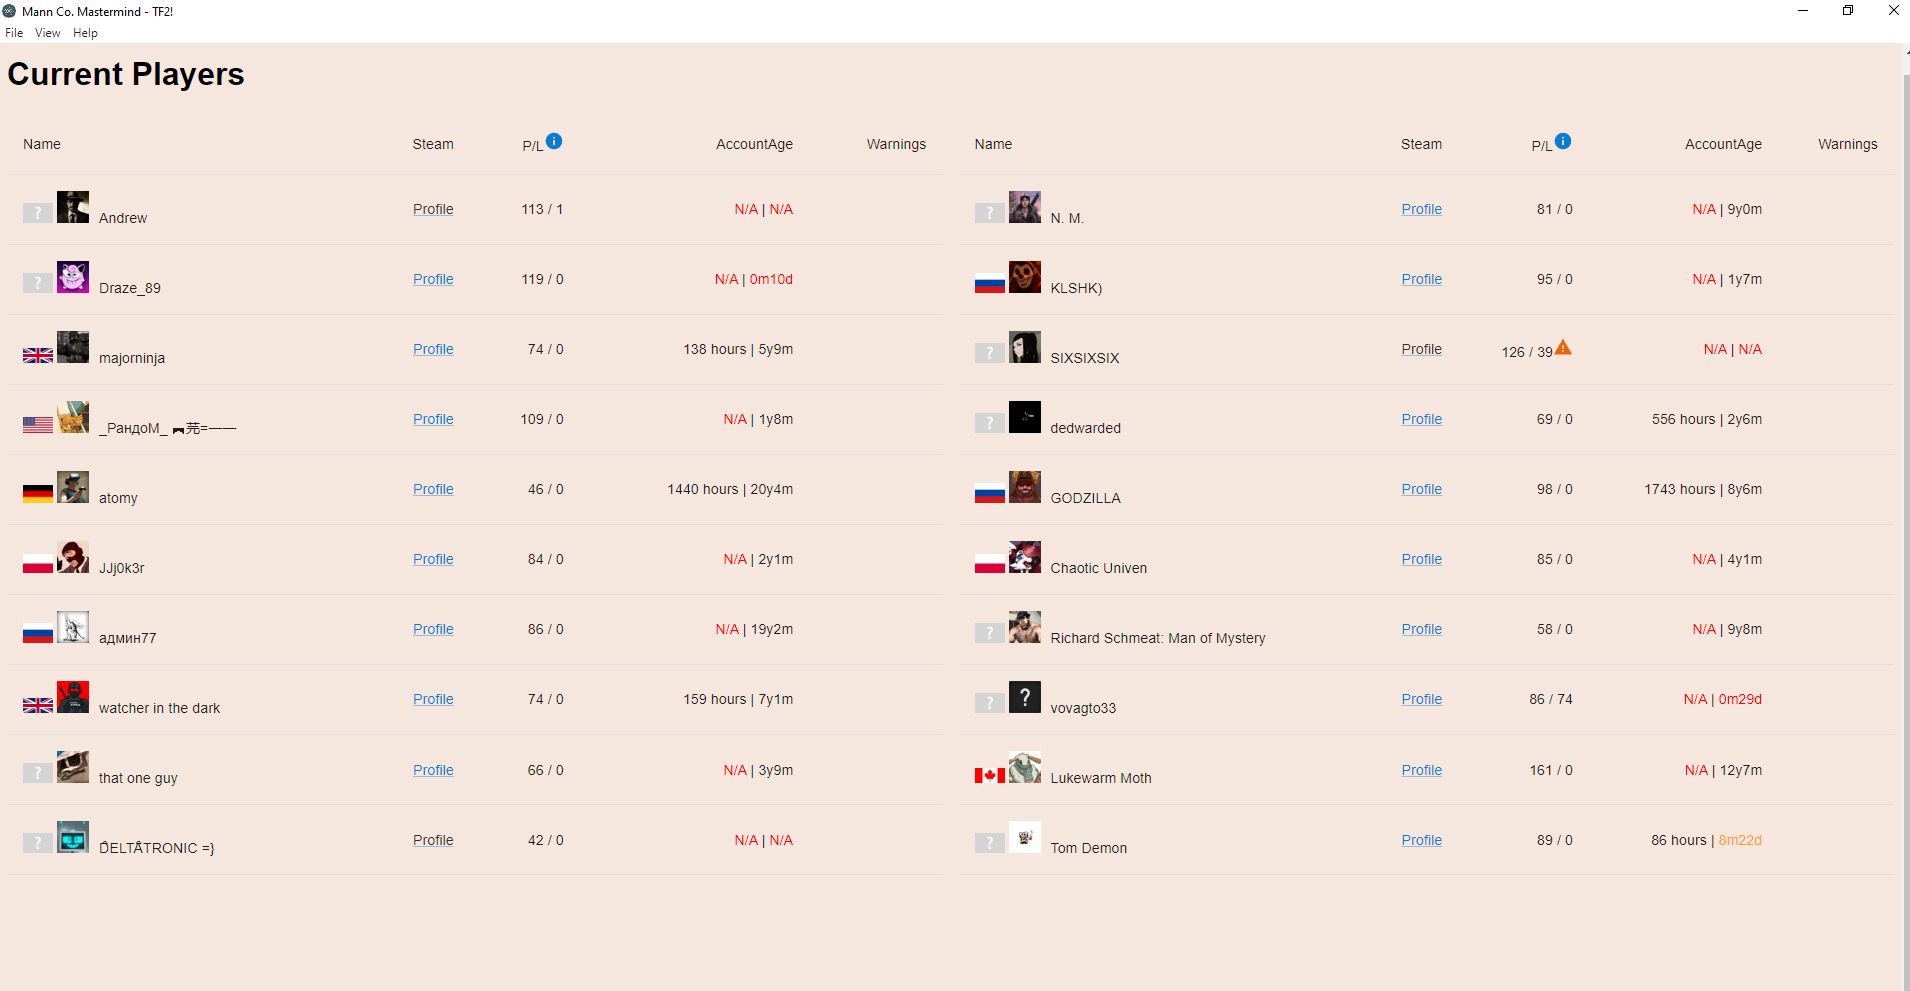 Mann Co. Mastermind - TF2!
File View Help
Current Players
Name Steam P/L AccountAge Warnings
Andrew Profile 113 / 1 N/A | N/A
Draze_89 Profile 119 / 0 N/A | 0m10d
majorninja Profile 74 / 0 138 hours | 5y9m
_РандоМ_ ︻芫=一一 Profile 109 / 0 N/A | 1y8m
atomy Profile 46 / 0 1440 hours | 20y4m
JJj0k3r Profile 84 / 0 N/A | 2y1m
админ77 Profile 86 / 0 N/A | 19y2m
watcher in the dark Profile 74 / 0 159 hours | 7y1m
that one guy Profile 66 / 0 N/A | 3y9m
Profile 42 / 0 N/A | N/A
Name Steam P/L AccountAge Warnings
N. M. Profile 81 / 0 N/A | 9y0m
KLSHK) Profile 95 / 0 N/A | 1y7m
SIXSIXSIX Profile 126 / 39 N/A | N/A
dedwarded Profile 69 / 0 556 hours | 2y6m
GODZILLA Profile 98 / 0 1743 hours | 8y6m
Chaotic Univen Profile 85 / 0 N/A | 4y1m
Richard Schmeat: Man of Mystery Profile 58 / 0 N/A | 9y8m
vovagto33 Profile 86 / 74 N/A | 0m29d
Lukewarm Moth Profile 161 / 0 N/A | 12y7m
Tom Demon Profile 89 / 0 86 hours | 8m22d